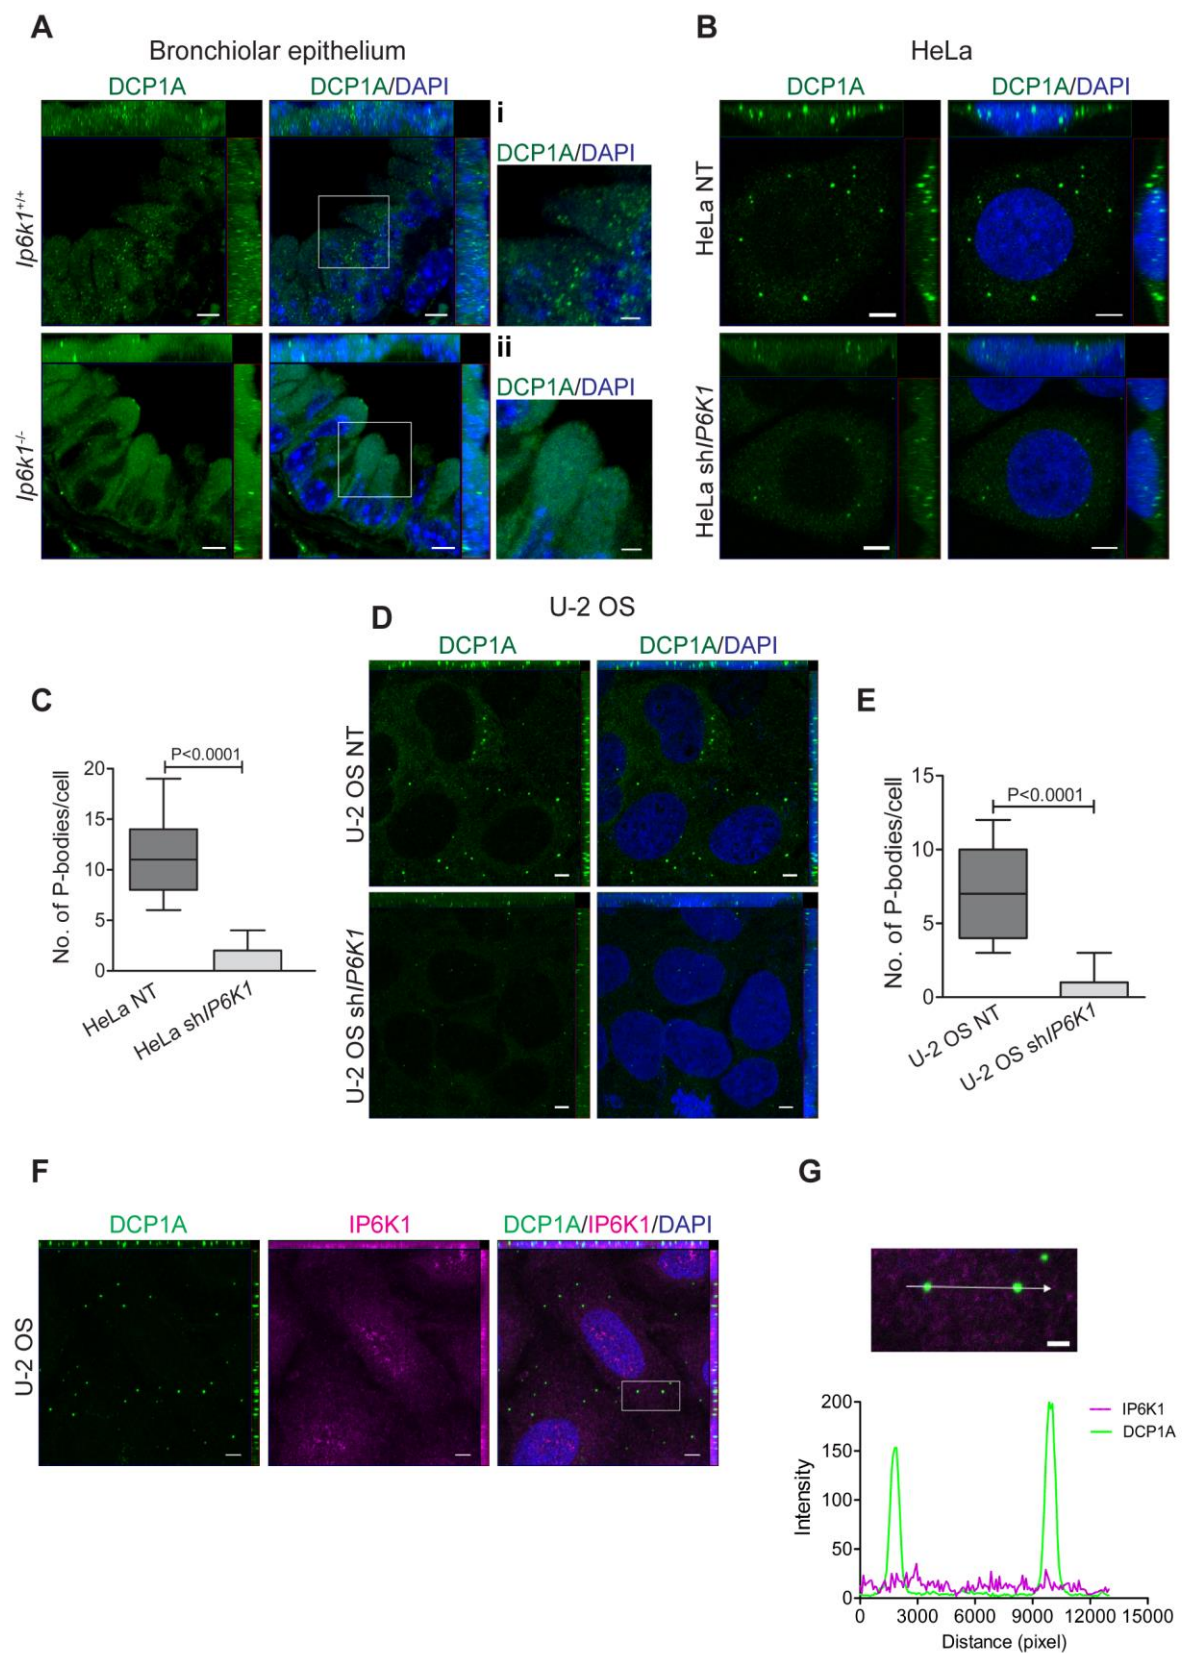 A
Bronchiolar epithelium
DCP1A
DCP1A/DAPI
i
DCP1A/DAPI
Ip6k1+/+
ii
DCP1A/DAPI
Ip6k1-/-
B
HeLa
DCP1A
DCP1A/DAPI
HeLa NT
HeLa shIP6K1
C
No. of P-bodies/cell
20
15
10
5
0
P<0.0001
HeLa NT
HeLa shIP6K1
D
U-2 OS
DCP1A
DCP1A/DAPI
U-2 OS NT
U-2 OS shIP6K1
E
No. of P-bodies/cell
15
10
5
0
P<0.0001
U-2 OS NT
U-2 OS shIP6K1
F
DCP1A
IP6K1
DCP1A/IP6K1/DAPI
U-2 OS
G
200
150
100
50
0
Intensity
IP6K1
DCP1A
0 3000 6000 9000 12000 15000
Distance (pixel)